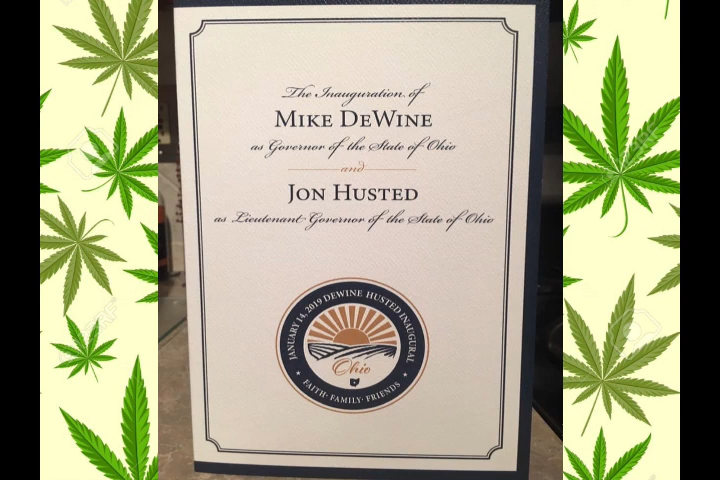 The Inauguration of
MIKE DEWINE
as Governor of the State of Ohio
and
JON HUSTED
as Lieutenant Governor of the State of Ohio
JANUARY 14, 2019 DEWINE HUSTED INAUGURAL
Ohio
★ FAITH · FAMILY · FRIENDS ★